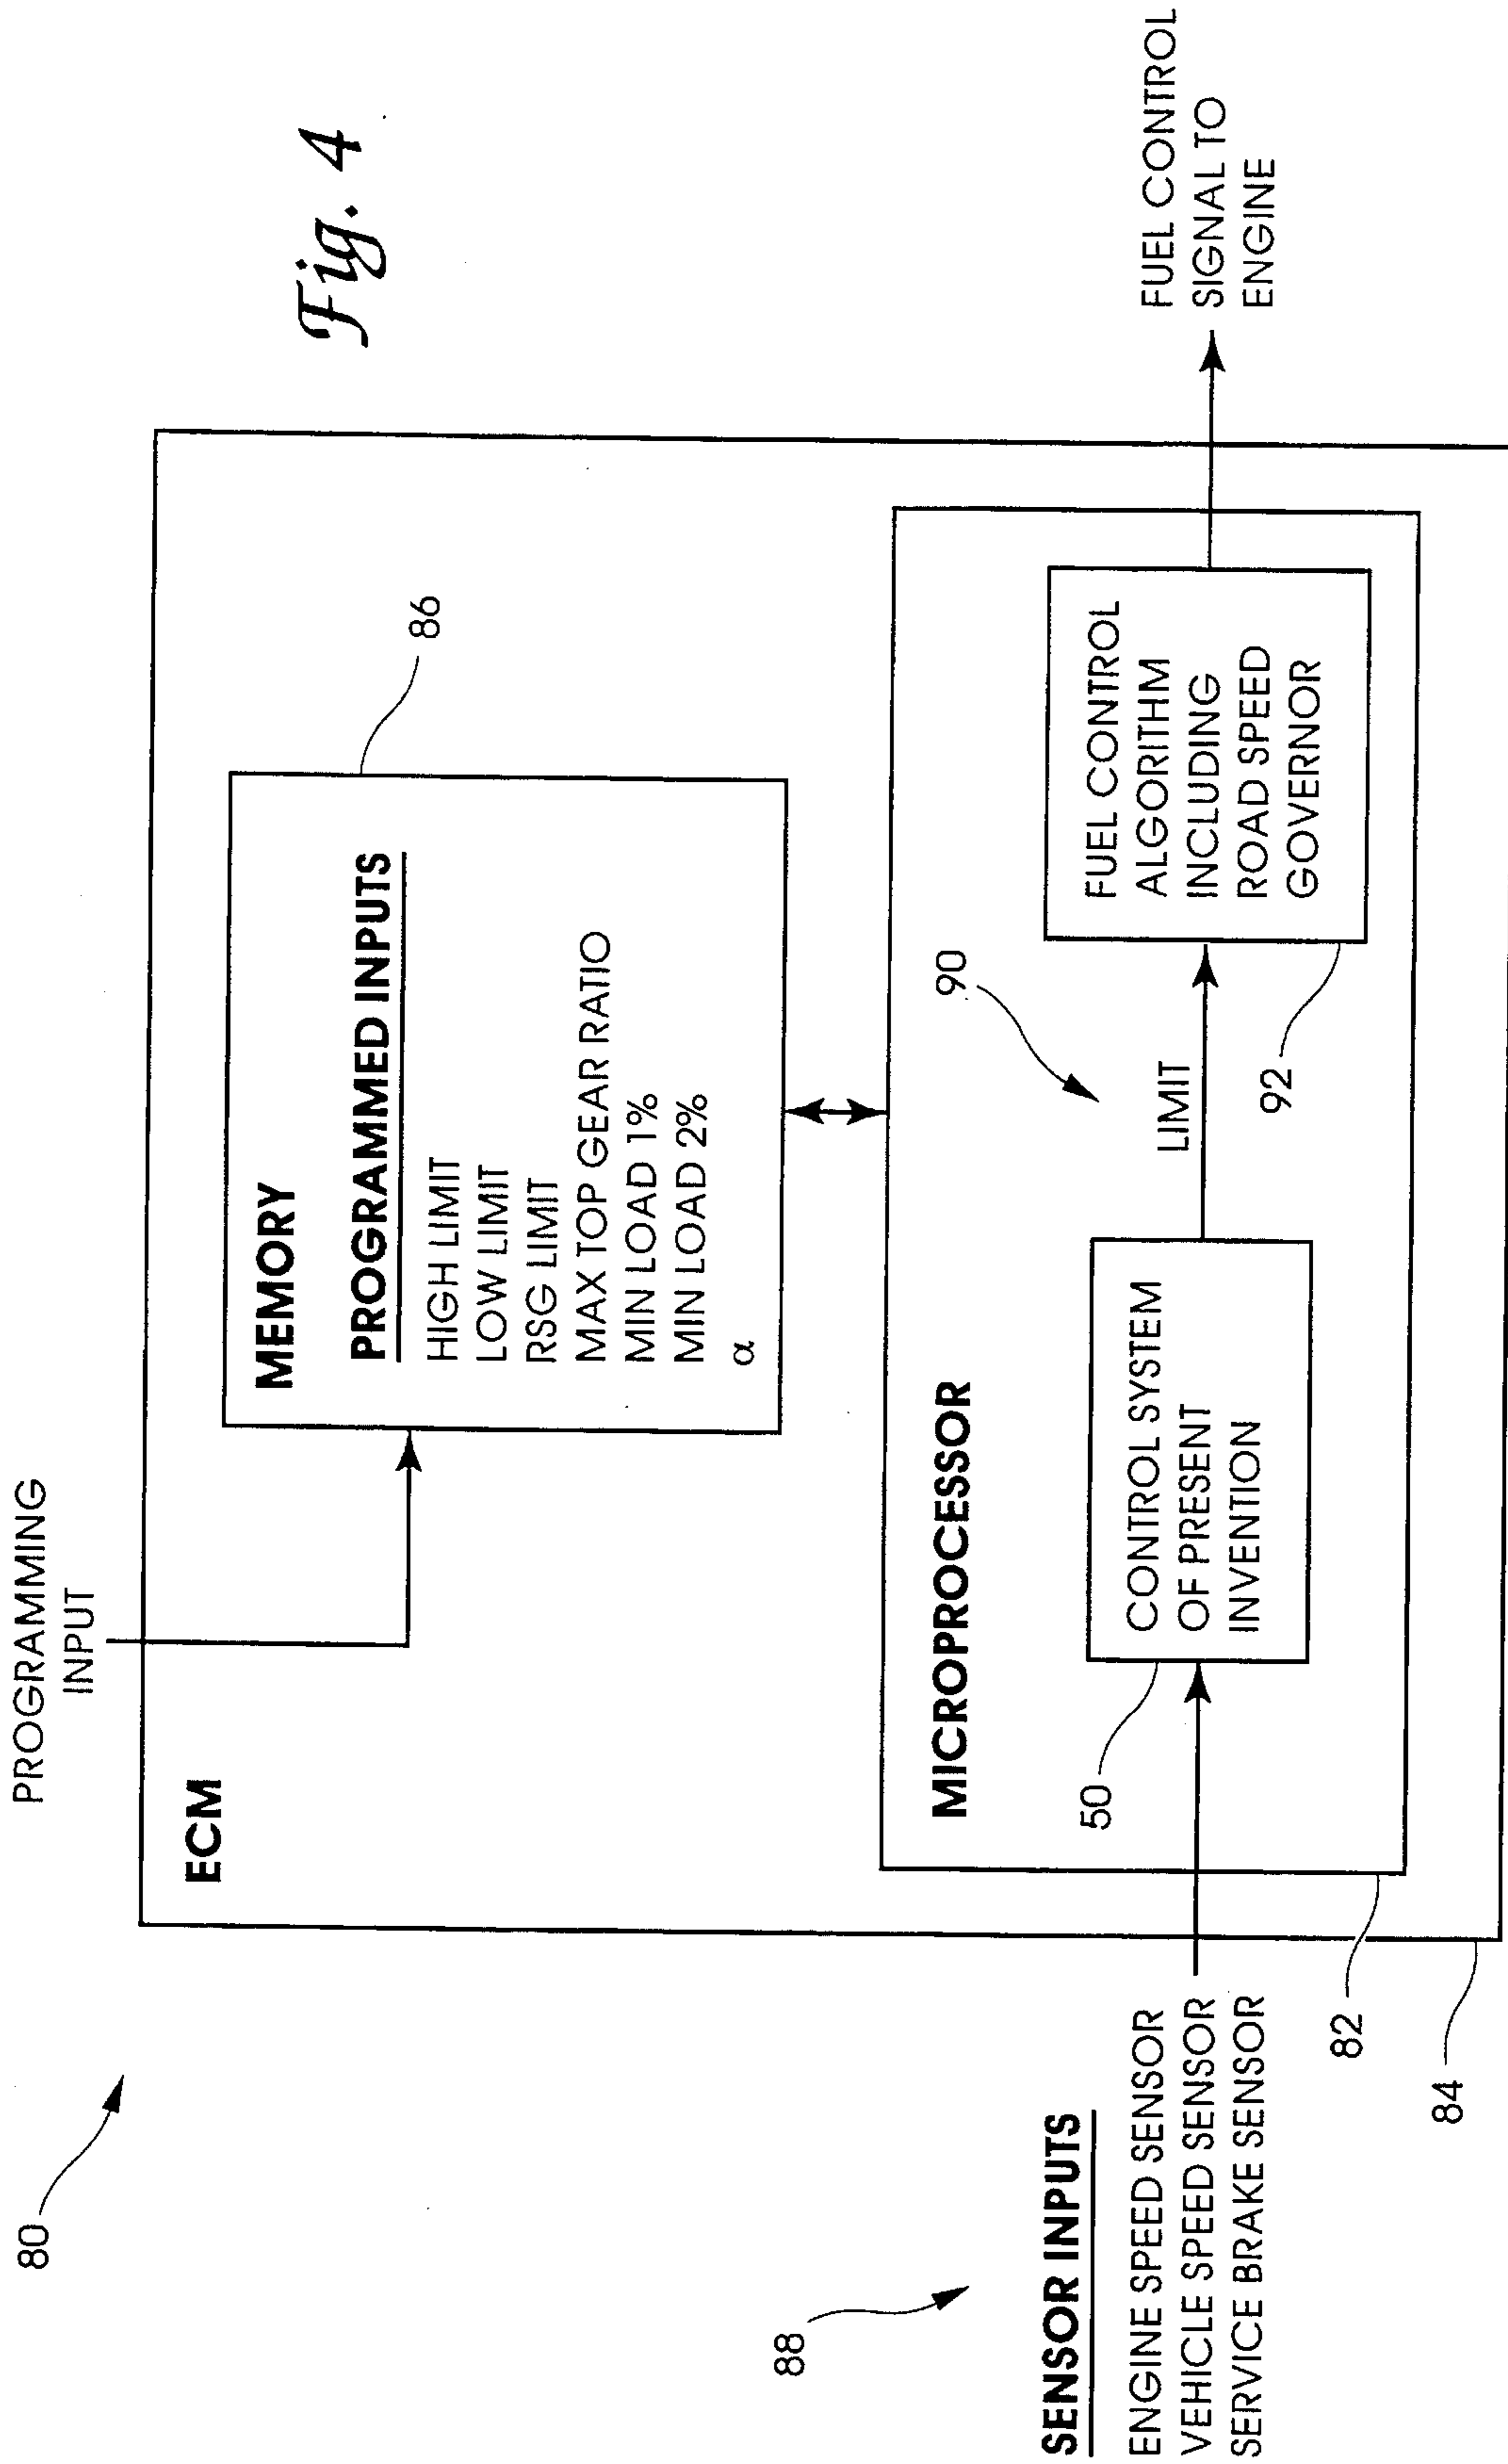 Fig. 4
80
PROGRAMMING
INPUT
ECM
MEMORY
PROGRAMMED INPUTS
HIGH LIMIT
LOW LIMIT
RSG LIMIT
MAX TOP GEAR RATIO
MIN LOAD 1%
MIN LOAD 2%
α
86
88
SENSOR INPUTS
ENGINE SPEED SENSOR
VEHICLE SPEED SENSOR
SERVICE BRAKE SENSOR
MICROPROCESSOR
50
CONTROL SYSTEM
OF PRESENT
INVENTION
LIMIT
90
FUEL CONTROL
ALGORITHM
INCLUDING
ROAD SPEED
GOVERNOR
92
FUEL CONTROL
SIGNAL TO
ENGINE
82
84